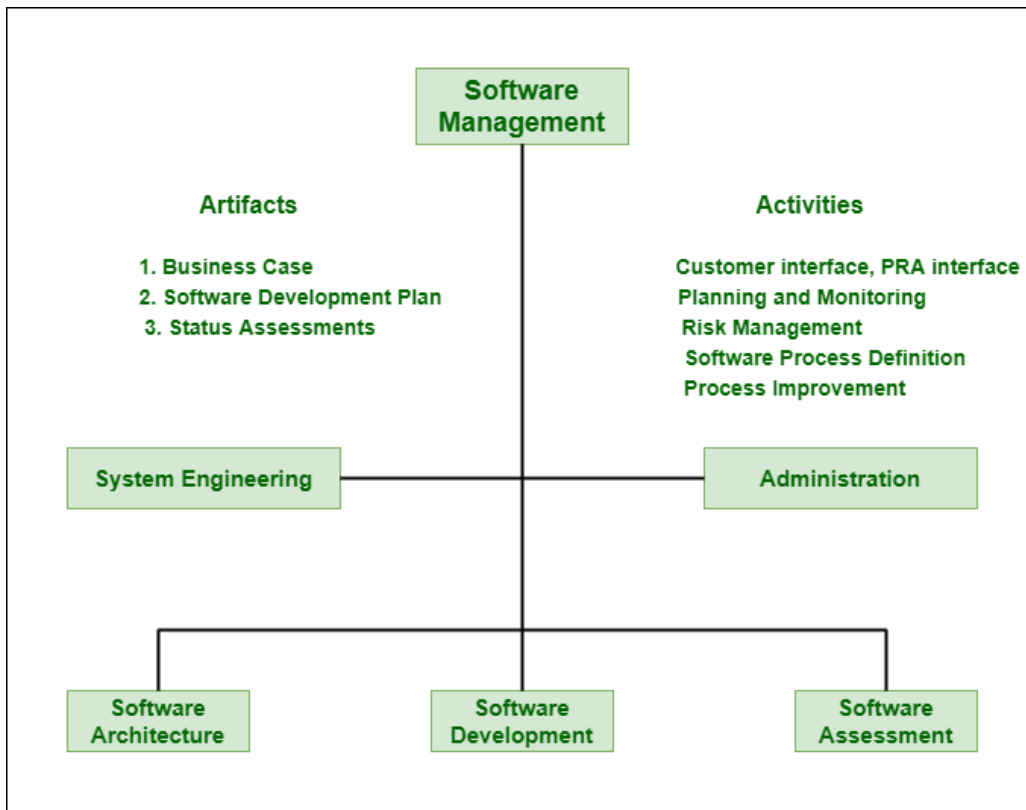 Software
Management
Artifacts
1. Business Case
2. Software Development Plan
3. Status Assessments
Activities
Customer interface, PRA interface
Planning and Monitoring
Risk Management
Software Process Definition
Process Improvement
System Engineering
Administration
Software
Architecture
Software
Development
Software
Assessment